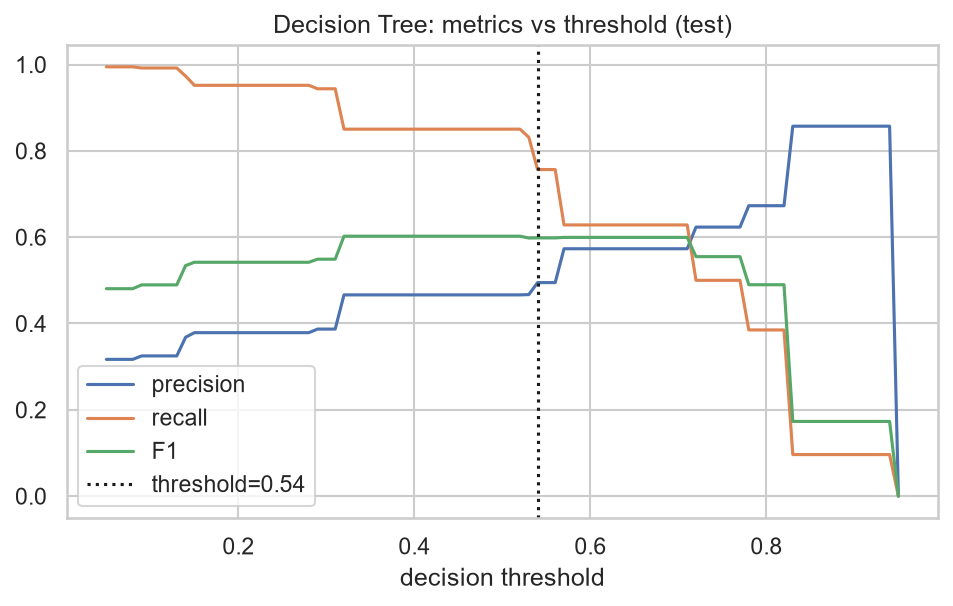 Decision Tree: metrics vs threshold (test)
1.0
0.8
0.6
0.4
0.2
0.0
precision
recall
F1
threshold=0.54
0.2 0.4 0.6 0.8
decision threshold